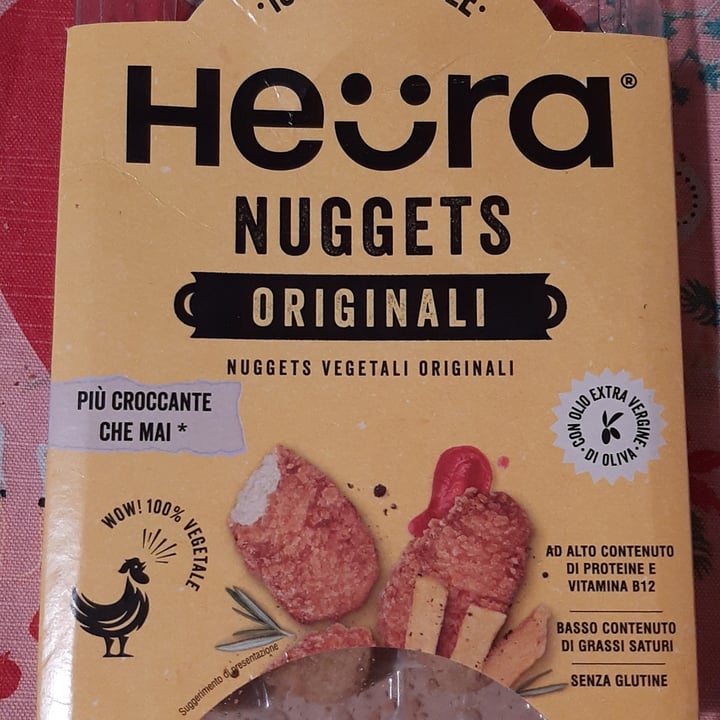 Heüra®
NUGGETS
ORIGINALI
NUGGETS VEGETALI ORIGINALI
PIÙ CROCCANTE
CHE MAI *
CON OLIO EXTRA VERGINE
DI OLIVA
WOW! 100% VEGETALE
AD ALTO CONTENUTO
DI PROTEINE E
VITAMINA B12
BASSO CONTENUTO
DI GRASSI SATURI
SENZA GLUTINE
Suggerimento di presentazione